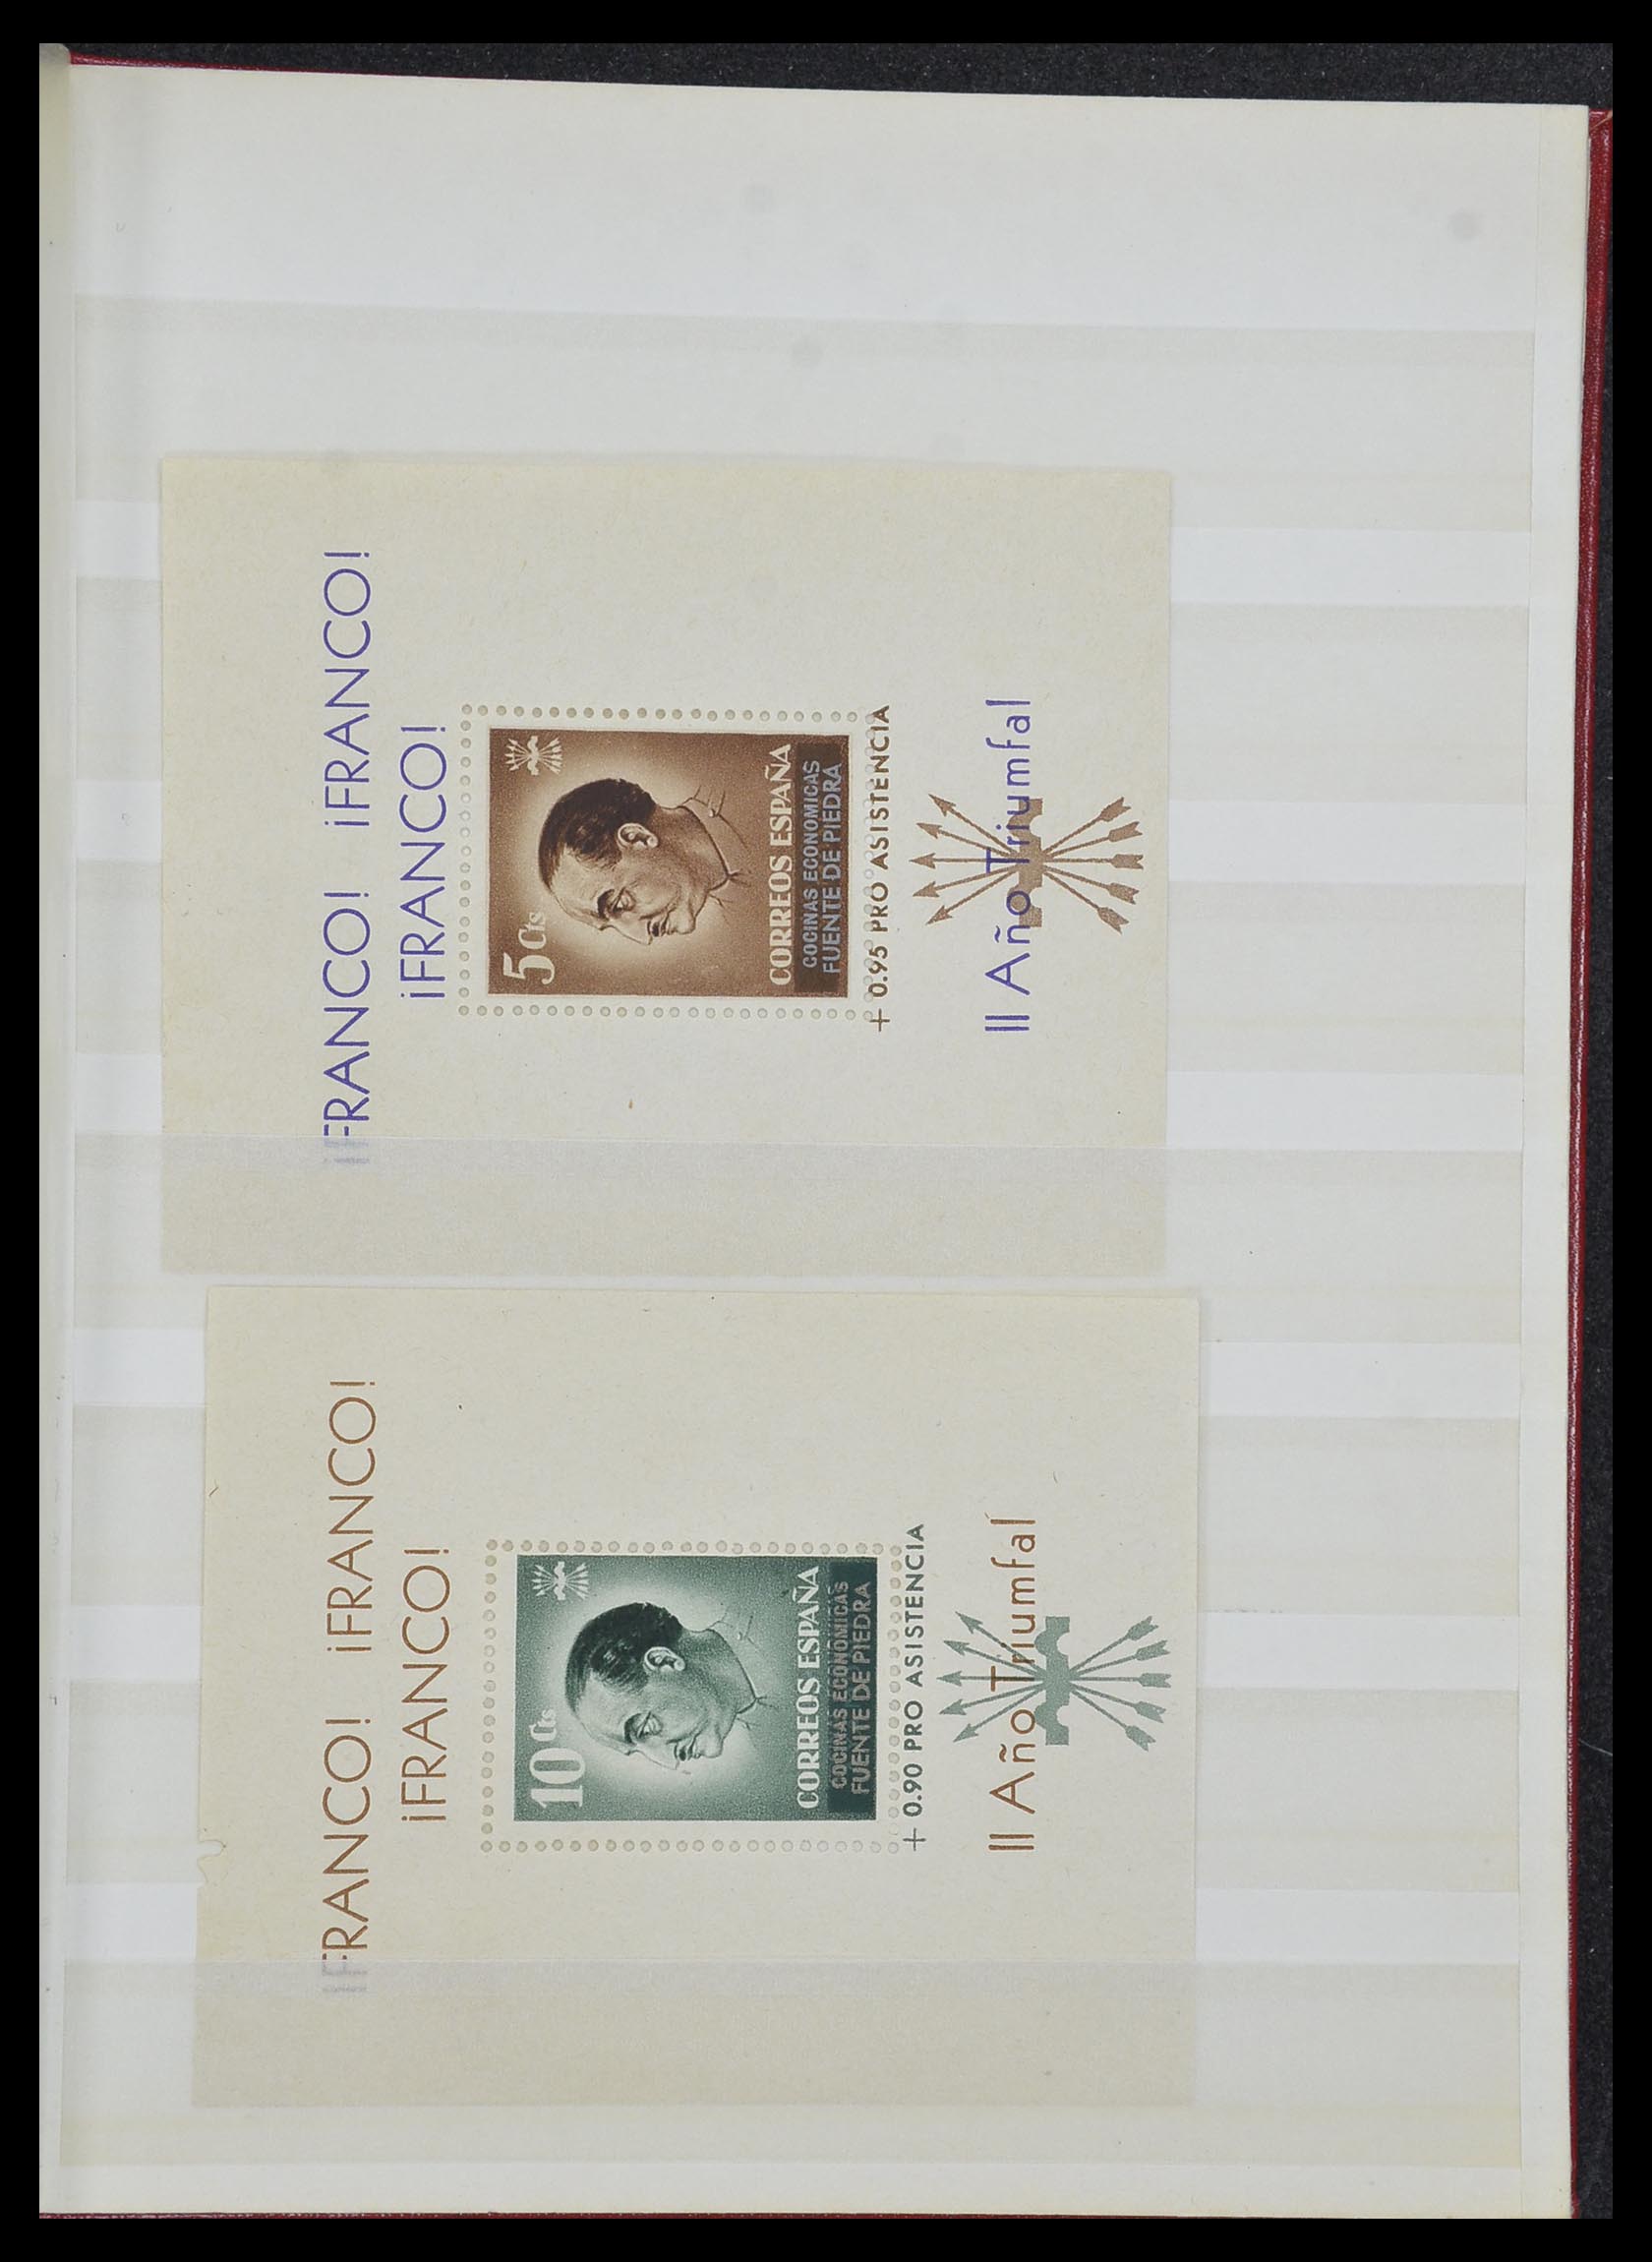 ¡FRANCO! ¡FRANCO!
¡FRANCO!
5 Cts
CORREOS ESPAÑA
COCINAS ECONOMICAS
FUENTE DE PIEDRA
+ 0.95 PRO ASISTENCIA
II Año Triumfal
¡FRANCO! ¡FRANCO!
¡FRANCO!
10 Cts
CORREOS ESPAÑA
COCINAS ECONOMICAS
FUENTE DE PIEDRA
+ 0.90 PRO ASISTENCIA
II Año Triumfal